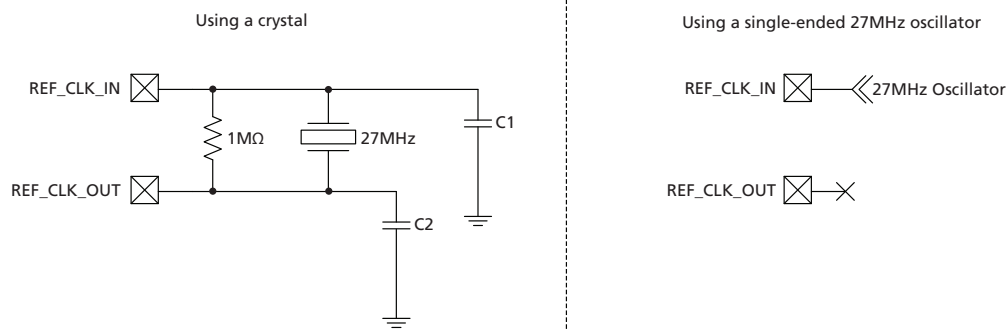 Using a crystal
REF_CLK_IN
1MΩ
27MHz
C1
REF_CLK_OUT
C2
Using a single-ended 27MHz oscillator
REF_CLK_IN
27MHz Oscillator
REF_CLK_OUT